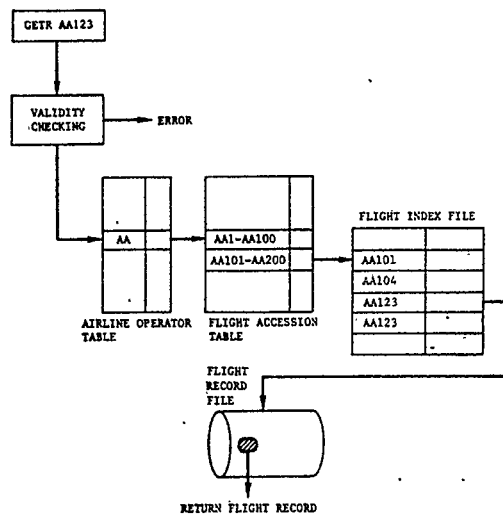 GETR AA123
VALIDITY
CHECKING
ERROR
AA
AIRLINE OPERATOR
TABLE
AA1-AA100
AA101-AA200
FLIGHT ACCESSION
TABLE
FLIGHT INDEX FILE
AA101
AA104
AA123
AA123
FLIGHT
RECORD
FILE
RETURN FLIGHT RECORD